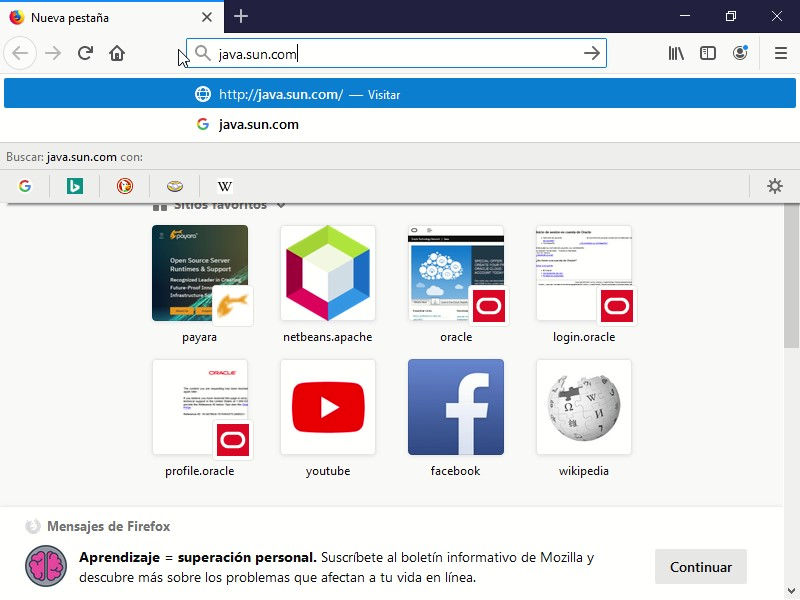 Nueva pestaña
java.sun.com
http://java.sun.com/ — Visitar
java.sun.com
Buscar: java.sun.com con:
Sitios favoritos
payara
Open Source Server
Runtimes & Support
Recognized Leader in Creating
Future-Proof
Infrastructure
payara
netbeans.apache
oracle
login.oracle
ORACLE
profile.oracle
youtube
facebook
wikipedia
Mensajes de Firefox
Aprendizaje = superación personal. Suscríbete al boletín informativo de Mozilla y
descubre más sobre los problemas que afectan a tu vida en línea.
Continuar